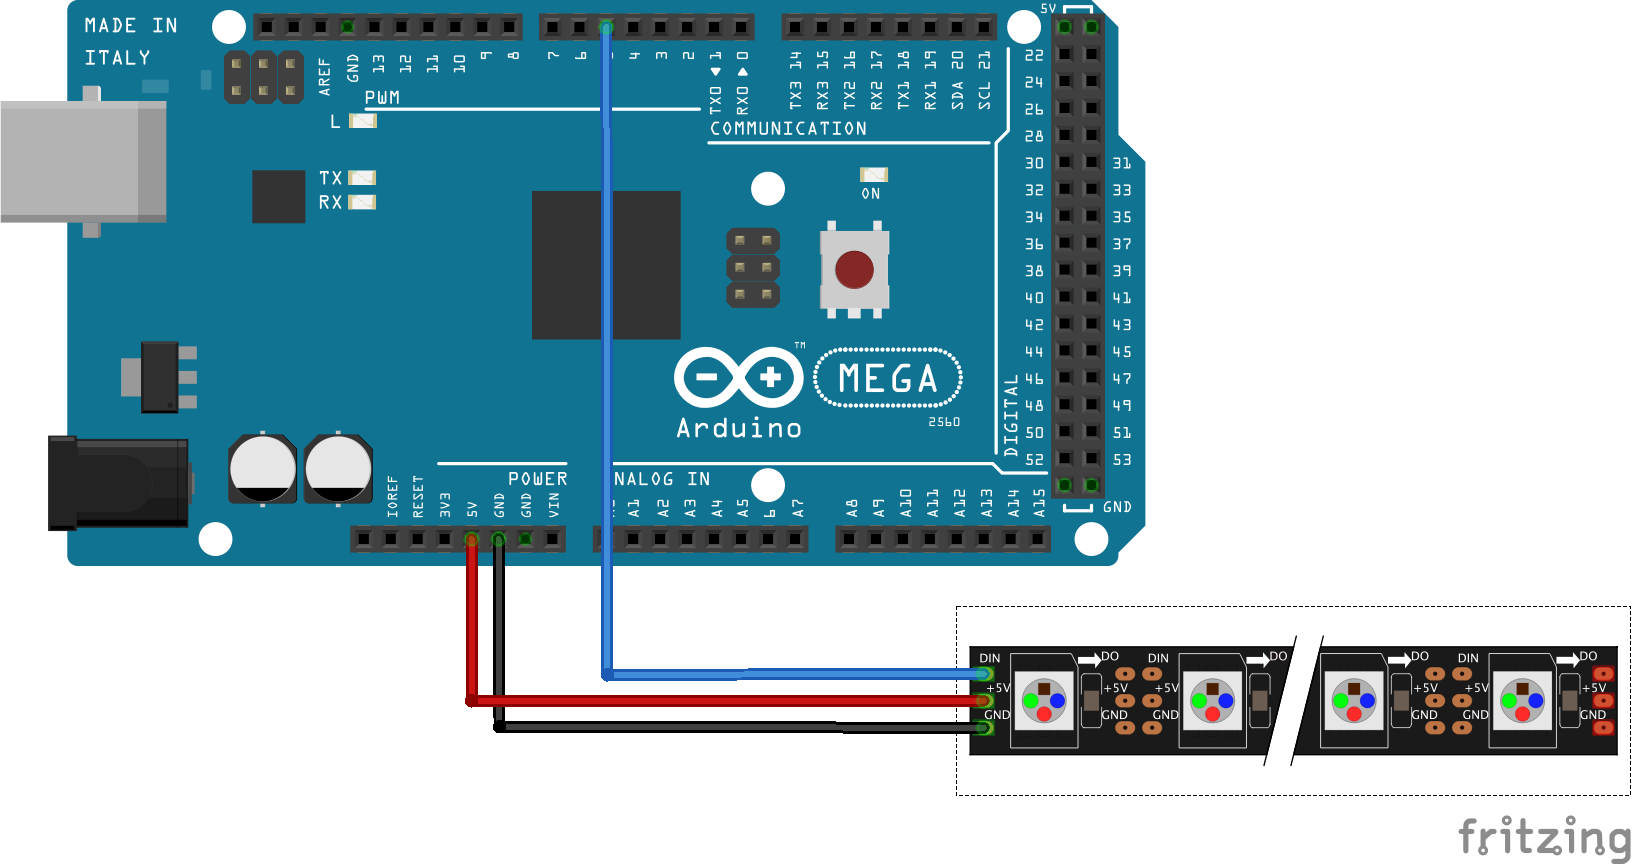 MADE IN
ITALY
AREF
GND
13
12
11
10
9
8
7
6
4
3
2
TX0 1
RX0 0
TX3 14
RX3 15
TX2 16
RX2 17
TX1 18
RX1 19
SDA 20
SCL 21
5V
PWM
COMMUNICATION
L
TX
RX
ON
22
24
26
28
30 31
32 33
34 35
36 37
38 39
40 41
42 43
44 45
46 47
48 49
50 51
52 53
GND
DIGITAL
TM
MEGA
Arduino
2560
POWER
NALOG IN
IOREF
RESET
3V3
5V
GND
GND
VIN
A1
A2
A3
A4
A5
6
A7
A8
A9
A10
A11
A12
A13
A14
A15
DIN DO DIN DO DO DIN DO
+5V +5V +5V +5V +5V +5V
GND GND GND GND GND GND
fritzing